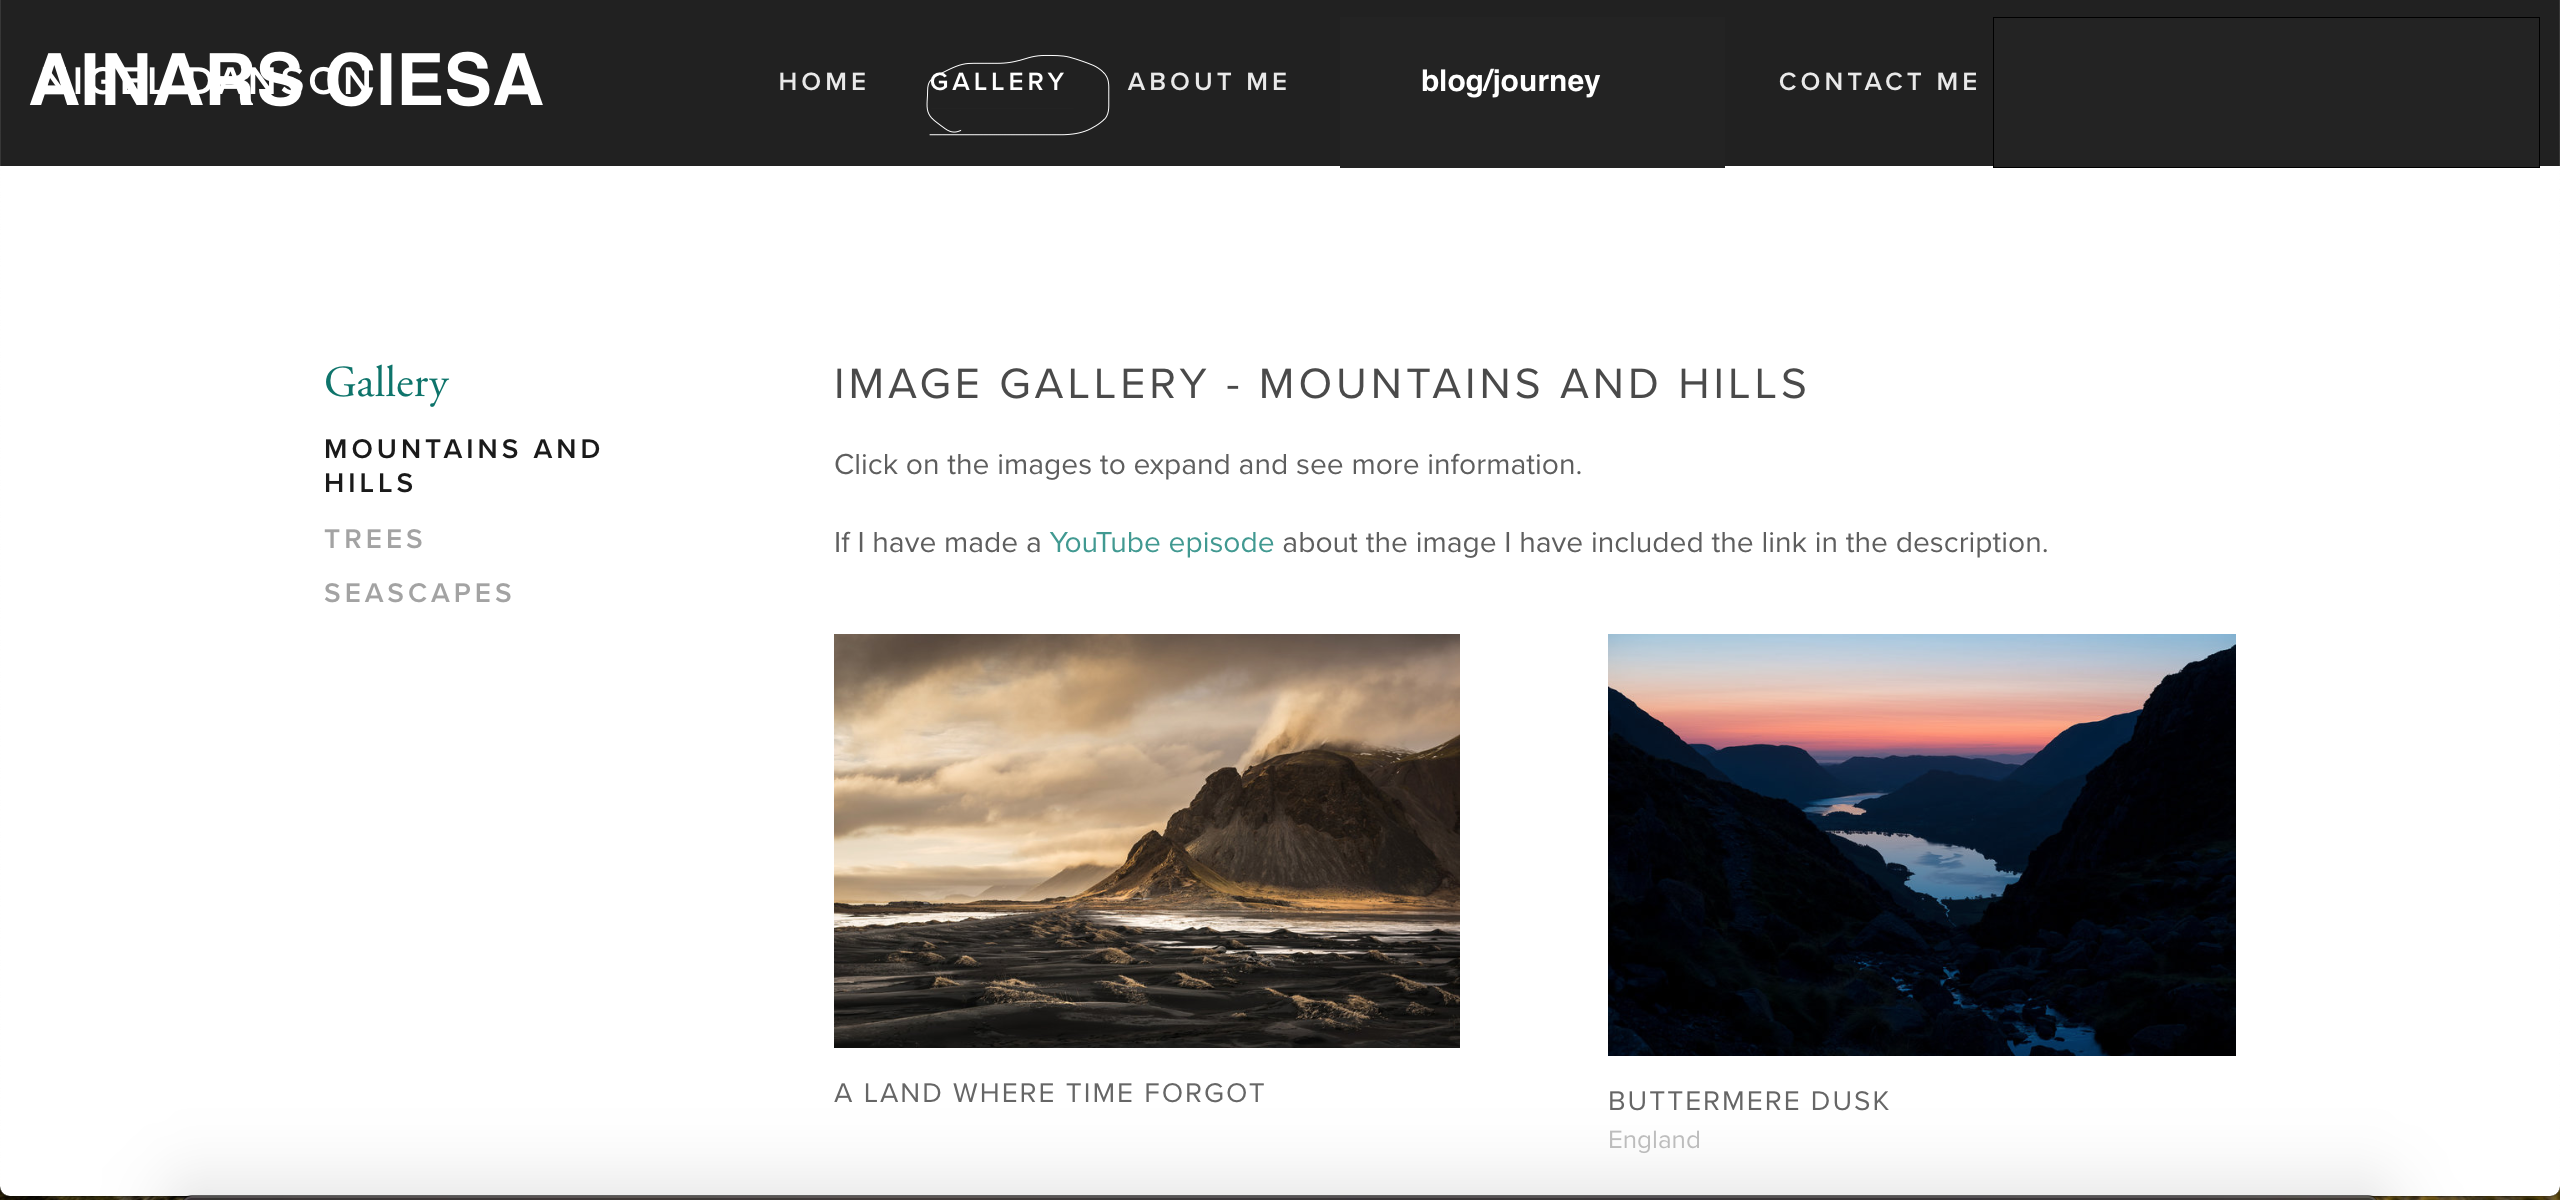 AINARS CIESA
NIGEL DANSON
HOME GALLERY ABOUT ME blog/journey CONTACT ME
Gallery
MOUNTAINS AND
HILLS
TREES
SEASCAPES
IMAGE GALLERY - MOUNTAINS AND HILLS
Click on the images to expand and see more information.
If I have made a YouTube episode about the image I have included the link in the description.
A LAND WHERE TIME FORGOT
BUTTERMERE DUSK
England